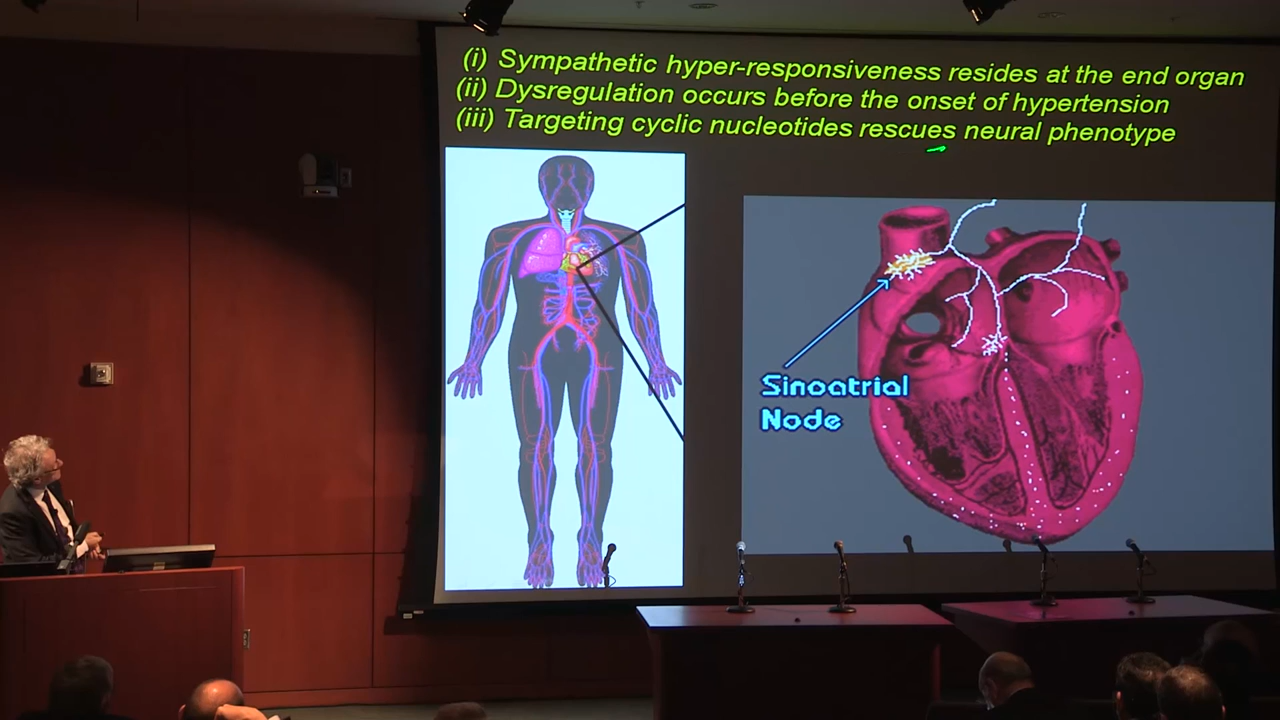 (i) Sympathetic hyper-responsiveness resides at the end organ
(ii) Dysregulation occurs before the onset of hypertension
(iii) Targeting cyclic nucleotides rescues neural phenotype
Sinoatrial
Node